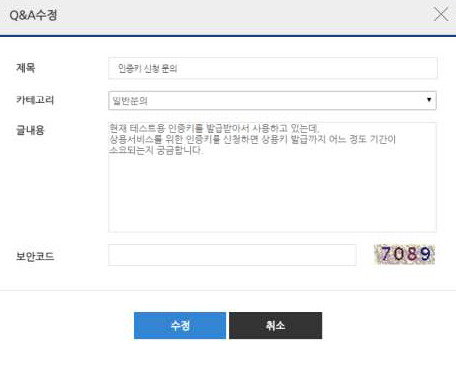 Q&A수정
제목
인증키 신청 문의
카테고리
일반문의
글내용
현재 테스트용 인증키를 발급받아서 사용하고 있는데,
상용서비스를 위한 인증키를 신청하면 상용키 발급까지 어느 정도 기간이
소요되는지 궁금합니다.
보안코드
7089
수정
취소